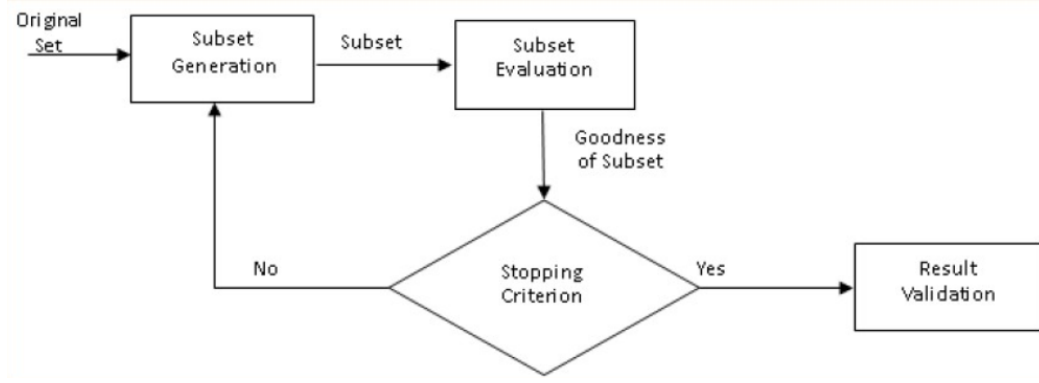 Original
Set
Subset
Generation
Subset
Subset
Evaluation
Goodness
of Subset
No
Stopping
Criterion
Yes
Result
Validation